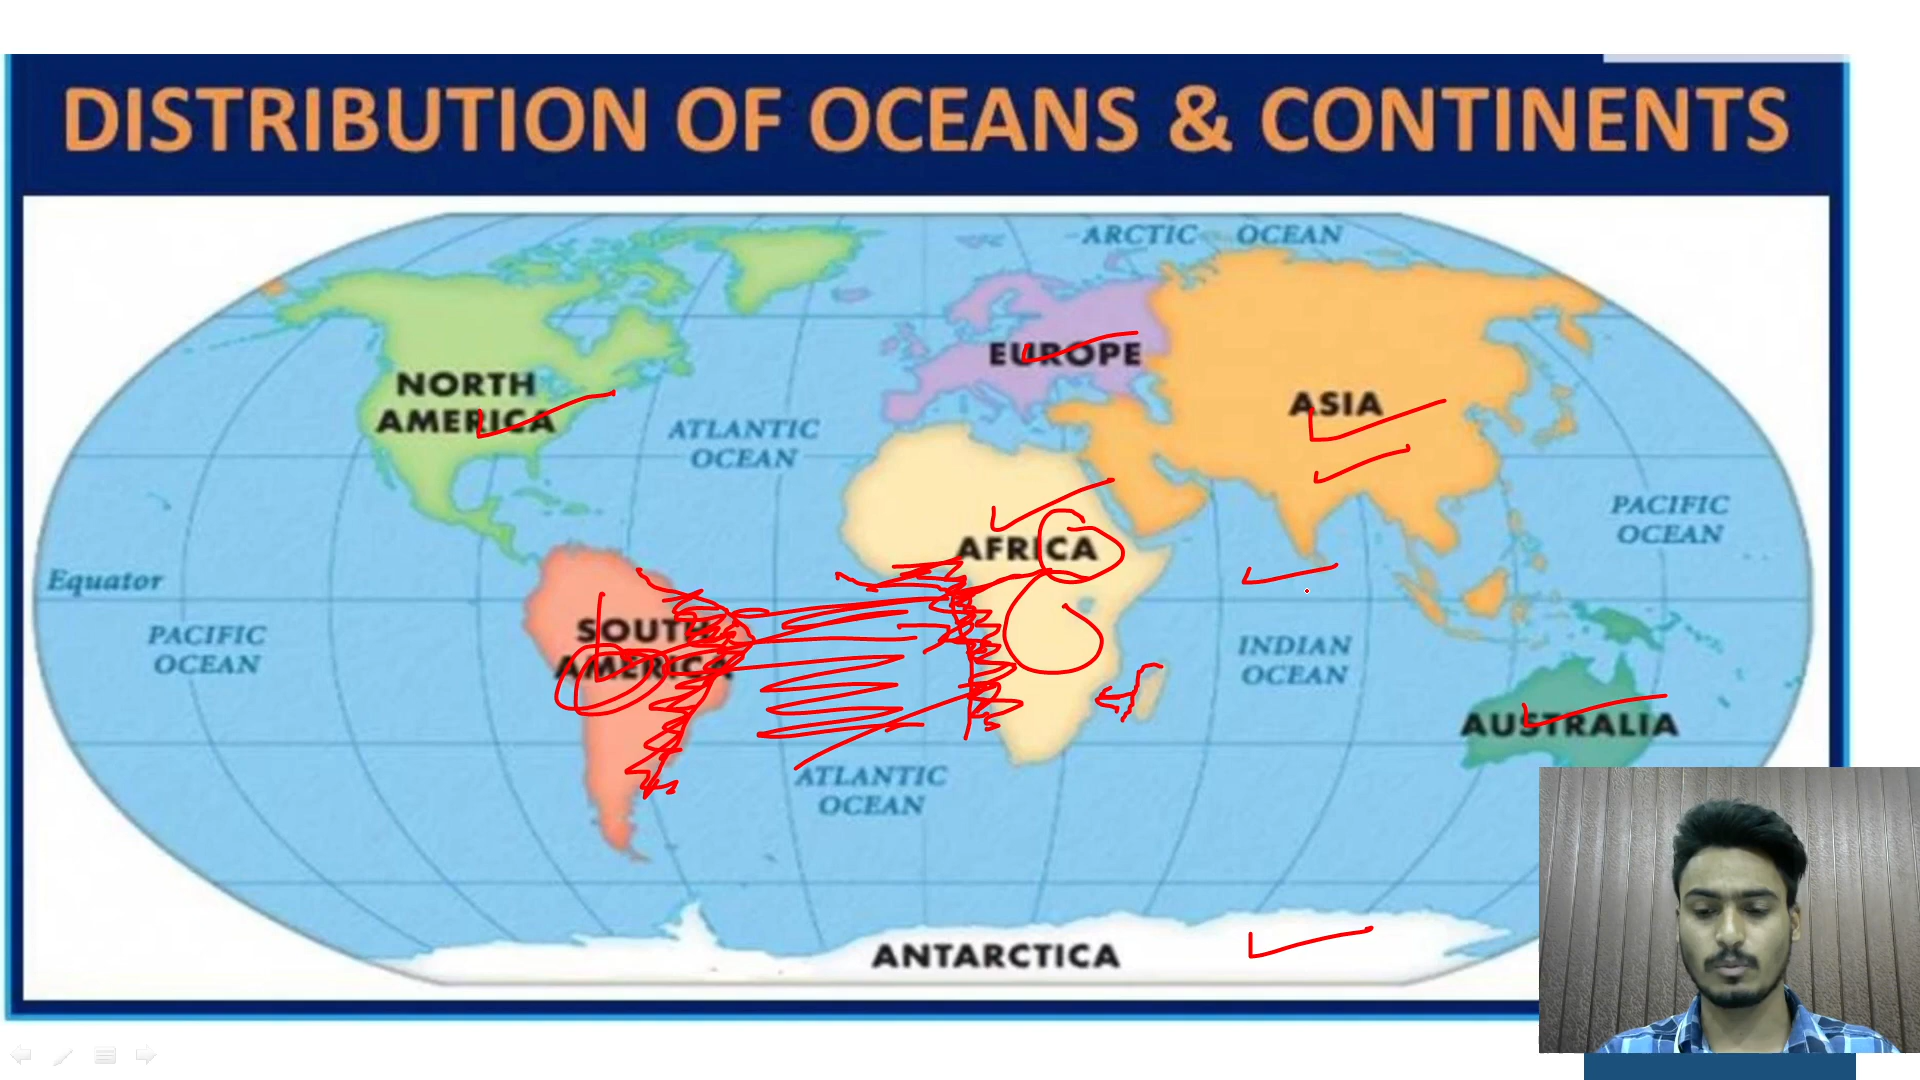 DISTRIBUTION OF OCEANS & CONTINENTS
ARCTIC OCEAN
EUROPE
NORTH
AMERICA
ASIA
ATLANTIC
OCEAN
PACIFIC
OCEAN
AFRICA
Equator
SOUTH
AMERICA
PACIFIC
OCEAN
INDIAN
OCEAN
AUSTRALIA
ATLANTIC
OCEAN
ANTARCTICA